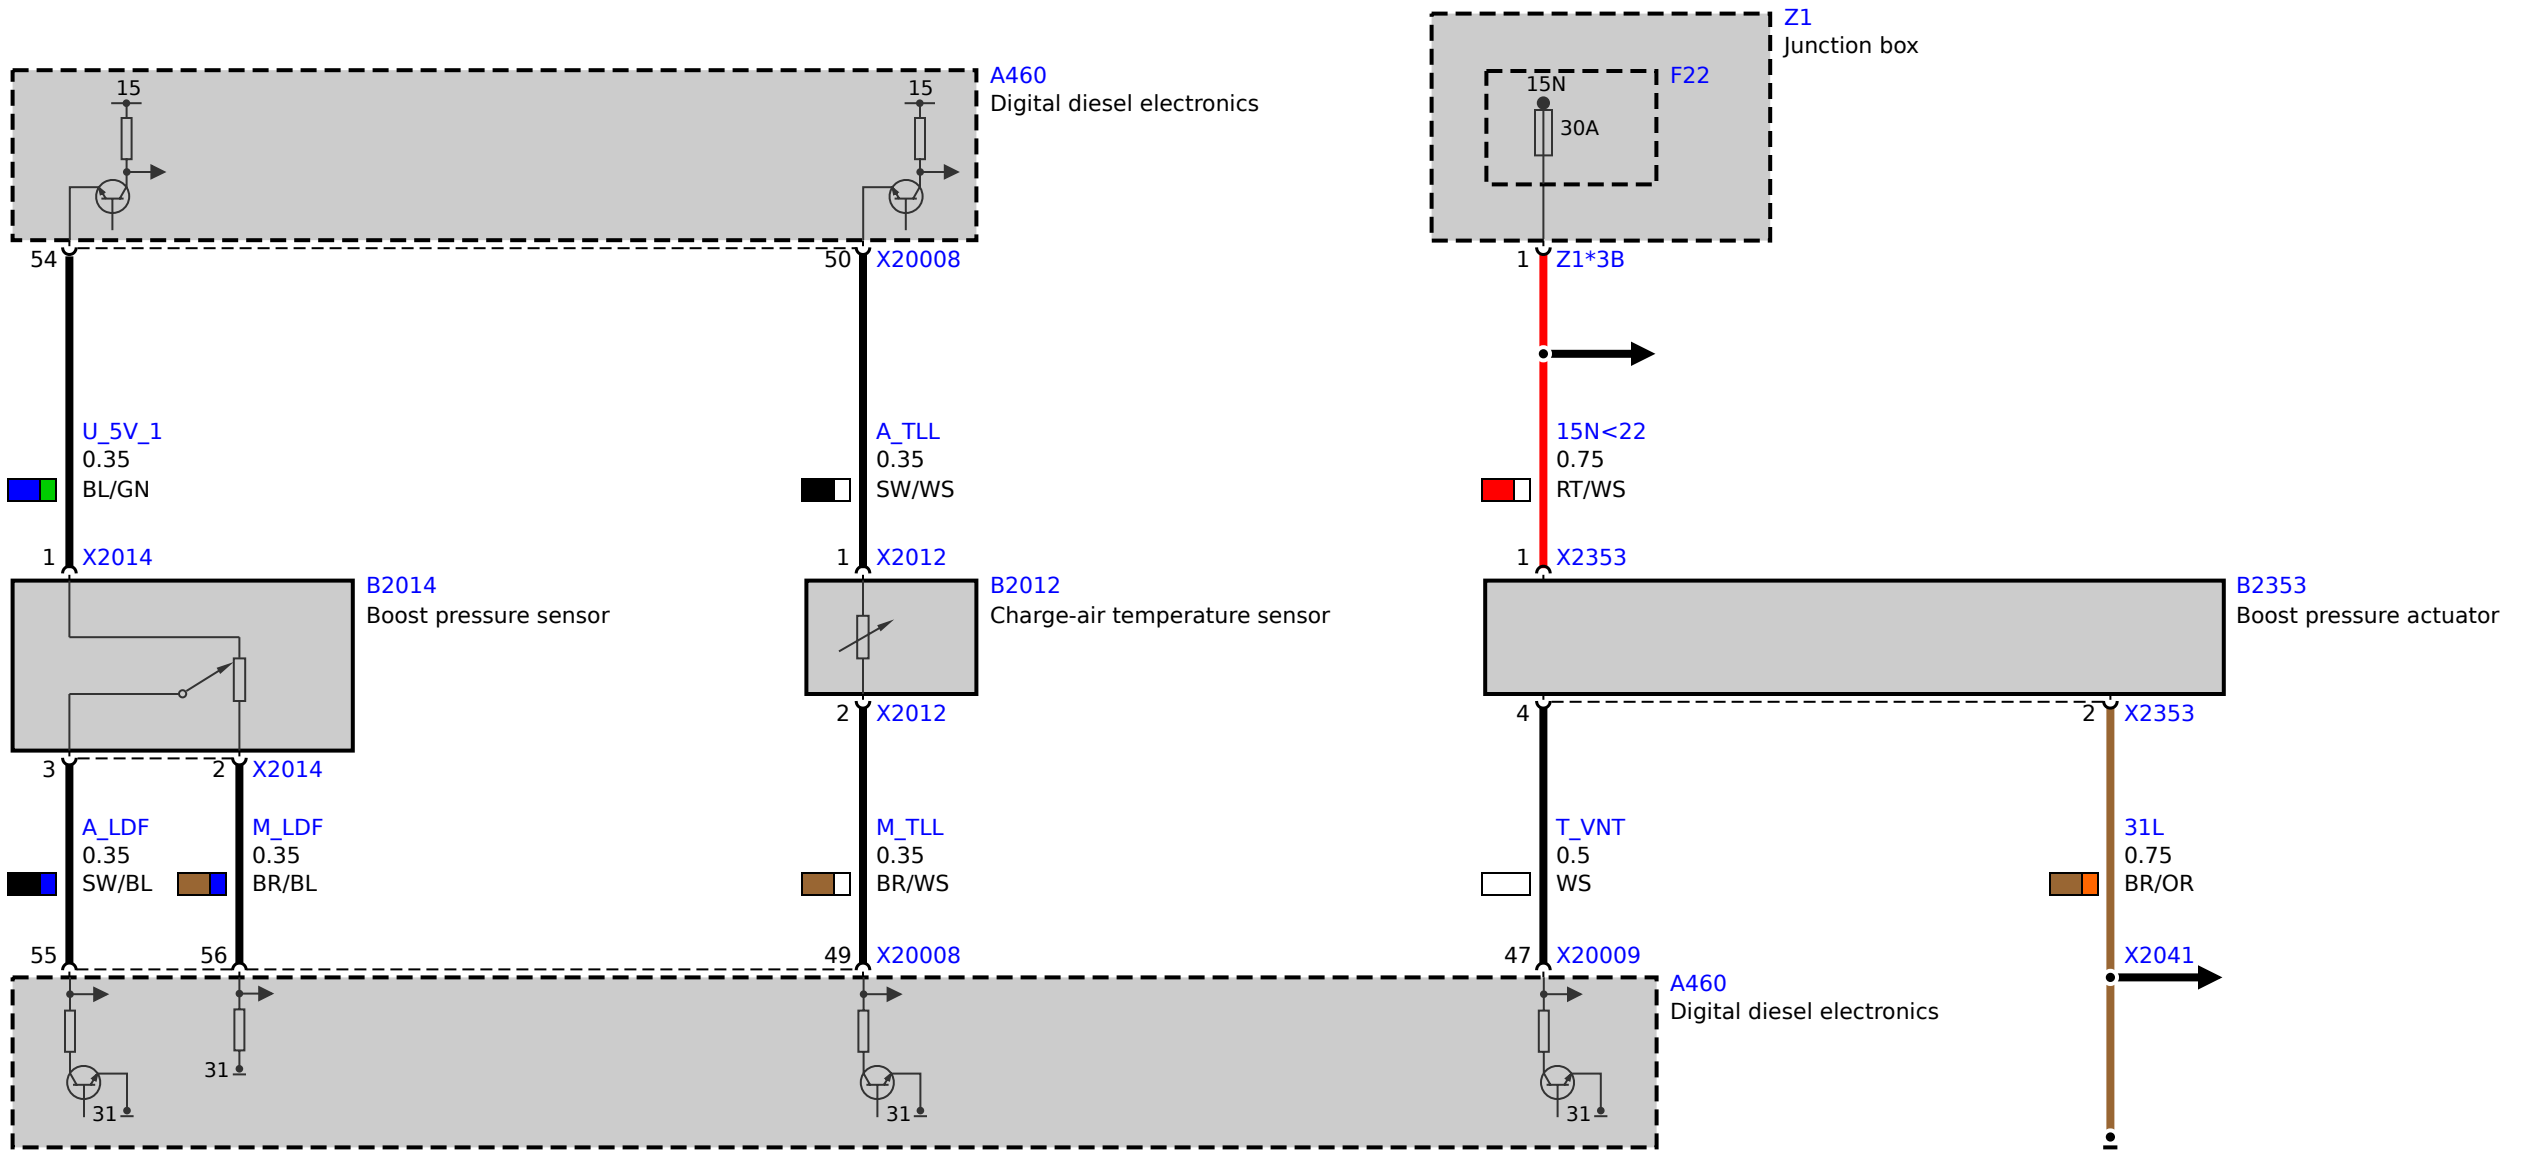 Z1
Junction box
A460
Digital diesel electronics
15
15
F22
15N
30A
54
50
X20008
1
Z1*3B
U_5V_1
0.35
BL/GN
A_TLL
0.35
SW/WS
15N<22
0.75
RT/WS
1
X2014
1
X2012
1
X2353
B2014
Boost pressure sensor
B2012
Charge-air temperature sensor
B2353
Boost pressure actuator
2
X2012
4
2
X2353
3
2
X2014
A_LDF
0.35
SW/BL
M_LDF
0.35
BR/BL
M_TLL
0.35
BR/WS
T_VNT
0.5
WS
31L
0.75
BR/OR
55
56
49
X20008
47
X20009
X2041
A460
Digital diesel electronics
31
31
31
31